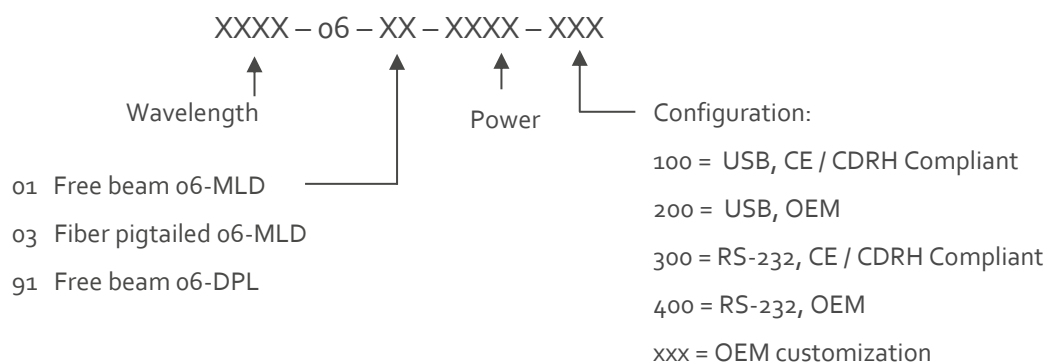 XXXX – 06 – XX – XXXX – XXX
Wavelength
Power
01 Free beam 06-MLD
03 Fiber pigtailed 06-MLD
91 Free beam 06-DPL
Configuration:
100 = USB, CE / CDRH Compliant
200 = USB, OEM
300 = RS-232, CE / CDRH Compliant
400 = RS-232, OEM
xxx = OEM customization